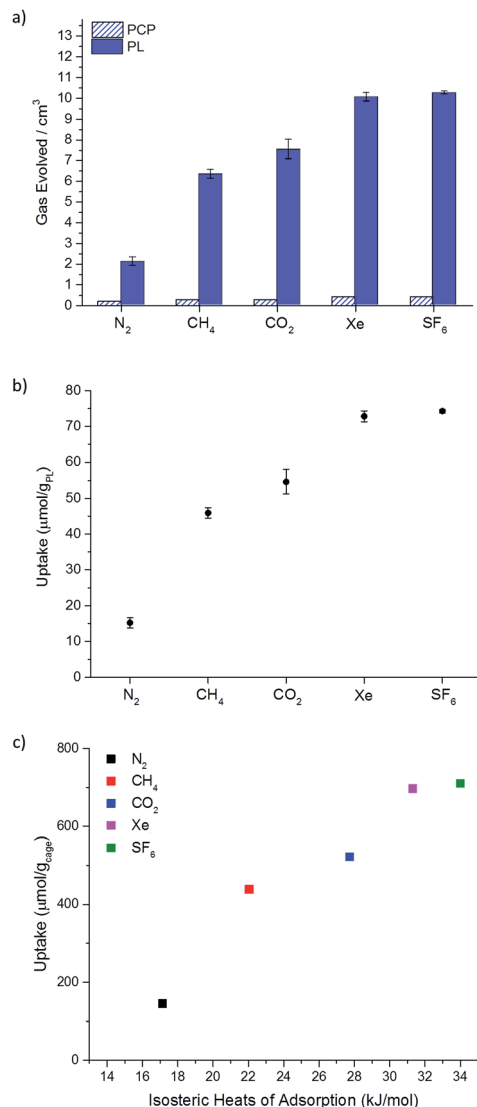 a)
PCP
PL
13
12
11
10
9
8
7
6
5
4
3
2
1
0
Gas Evolved / cm³
N₂ CH₄ CO₂ Xe SF₆
b)
80
70
60
50
40
30
20
10
0
Uptake (μmol/g_PL)
N₂ CH₄ CO₂ Xe SF₆
c)
800
600
400
200
0
Uptake (μmol/g_cage)
N₂
CH₄
CO₂
Xe
SF₆
14 16 18 20 22 24 26 28 30 32 34
Isosteric Heats of Adsorption (kJ/mol)